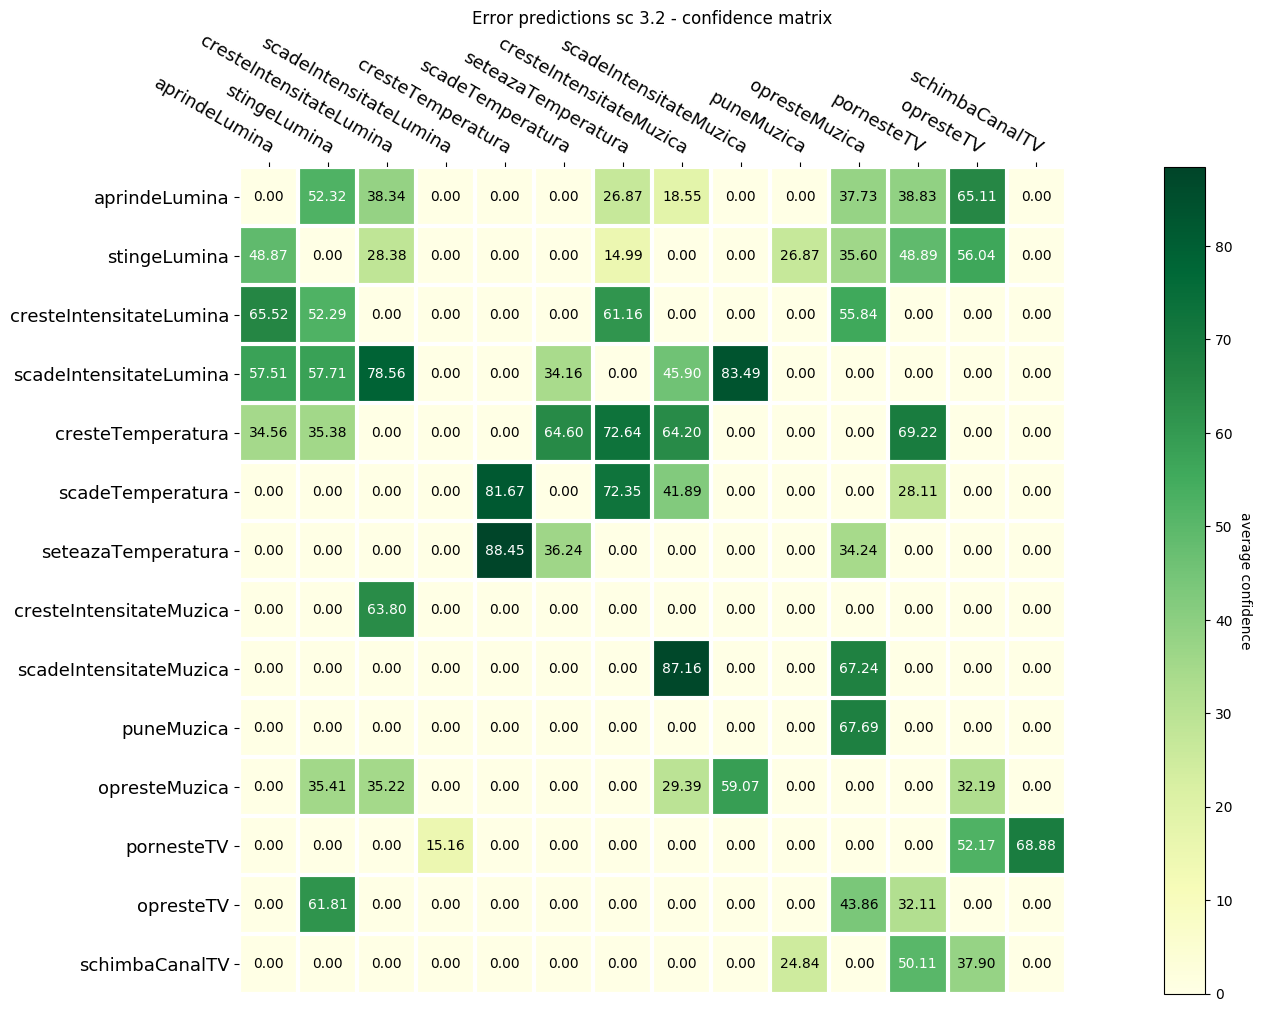 Error predictions sc 3.2 - confidence matrix
aprindeLumina
stingeLumina
cresteIntensitateLumina
scadeIntensitateLumina
cresteTemperatura
scadeTemperatura
seteazaTemperatura
cresteIntensitateMuzica
scadeIntensitateMuzica
puneMuzica
opresteMuzica
pornesteTV
opresteTV
schimbaCanalTV
aprindeLumina 0.00 52.32 38.34 0.00 0.00 0.00 26.87 18.55 0.00 0.00 37.73 38.83 65.11 0.00
stingeLumina 48.87 0.00 28.38 0.00 0.00 0.00 14.99 0.00 0.00 26.87 35.60 48.89 56.04 0.00
cresteIntensitateLumina 65.52 52.29 0.00 0.00 0.00 0.00 61.16 0.00 0.00 0.00 55.84 0.00 0.00 0.00
scadeIntensitateLumina 57.51 57.71 78.56 0.00 0.00 34.16 0.00 45.90 83.49 0.00 0.00 0.00 0.00 0.00
cresteTemperatura 34.56 35.38 0.00 0.00 0.00 64.60 72.64 64.20 0.00 0.00 0.00 69.22 0.00 0.00
scadeTemperatura 0.00 0.00 0.00 0.00 81.67 0.00 72.35 41.89 0.00 0.00 0.00 28.11 0.00 0.00
seteazaTemperatura 0.00 0.00 0.00 0.00 88.45 36.24 0.00 0.00 0.00 0.00 34.24 0.00 0.00 0.00
cresteIntensitateMuzica 0.00 0.00 63.80 0.00 0.00 0.00 0.00 0.00 0.00 0.00 0.00 0.00 0.00 0.00
scadeIntensitateMuzica 0.00 0.00 0.00 0.00 0.00 0.00 0.00 87.16 0.00 0.00 67.24 0.00 0.00 0.00
puneMuzica 0.00 0.00 0.00 0.00 0.00 0.00 0.00 0.00 0.00 0.00 67.69 0.00 0.00 0.00
opresteMuzica 0.00 35.41 35.22 0.00 0.00 0.00 0.00 29.39 59.07 0.00 0.00 0.00 32.19 0.00
pornesteTV 0.00 0.00 0.00 15.16 0.00 0.00 0.00 0.00 0.00 0.00 0.00 0.00 52.17 68.88
opresteTV 0.00 61.81 0.00 0.00 0.00 0.00 0.00 0.00 0.00 0.00 43.86 32.11 0.00 0.00
schimbaCanalTV 0.00 0.00 0.00 0.00 0.00 0.00 0.00 0.00 0.00 24.84 0.00 50.11 37.90 0.00
80
70
60
50
40
30
20
10
0
average confidence